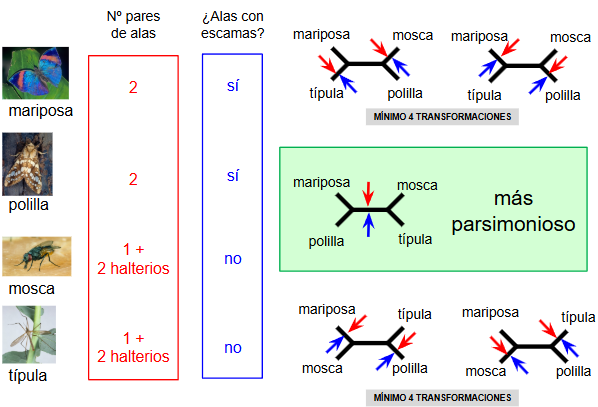 Nº pares
de alas
¿Alas con
escamas?
mariposa
2
sí
polilla
2
sí
mosca
1 +
2 halterios
no
típula
1 +
2 halterios
no
mariposa
mosca
típula
polilla
mariposa
mosca
típula
polilla
MÍNIMO 4 TRANSFORMACIONES
mariposa
mosca
polilla
típula
más
parsimonioso
mariposa
típula
mosca
polilla
mariposa
típula
mosca
polilla
MÍNIMO 4 TRANSFORMACIONES